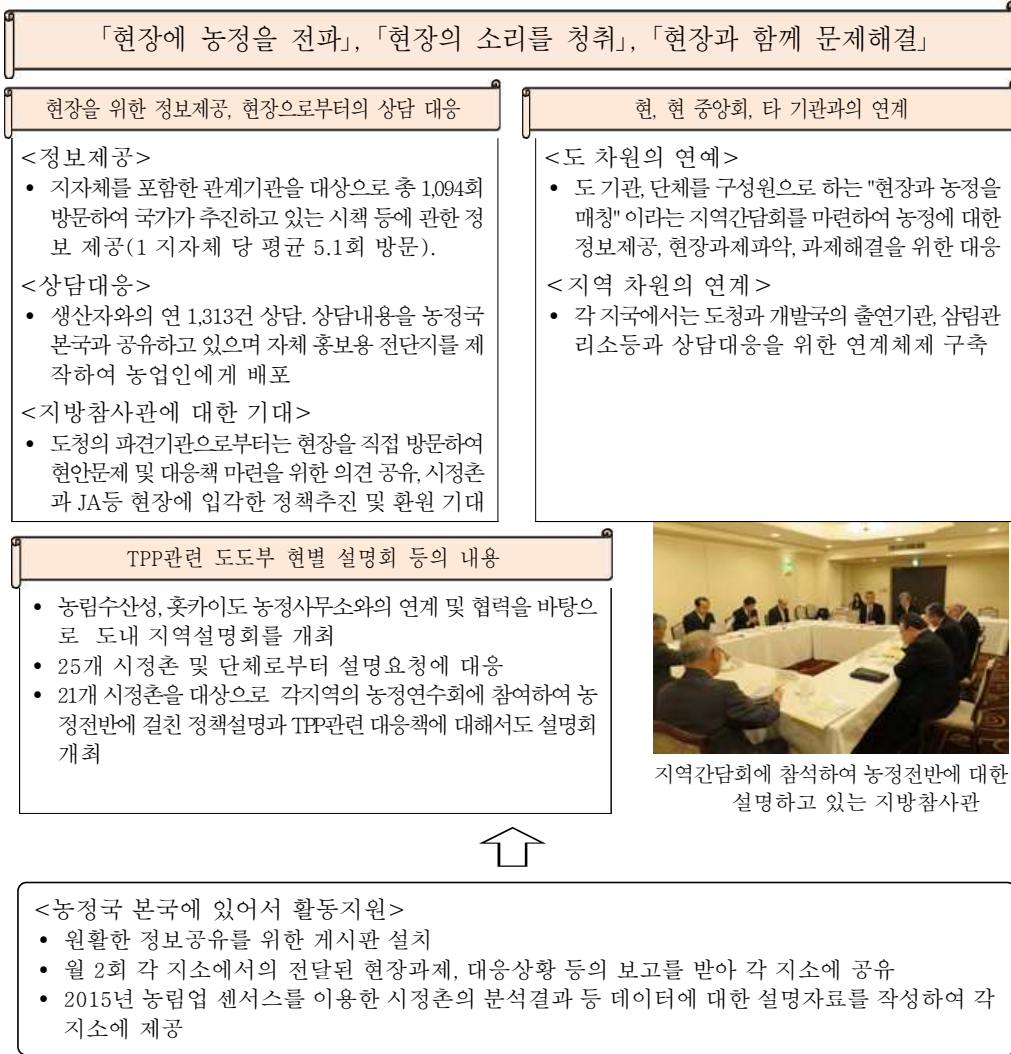 「현장에 농정을 전파」, 「현장의 소리를 청취」, 「현장과 함께 문제해결」
현장을 위한 정보제공, 현장으로부터의 상담 대응
<정보제공>
• 지자체를 포함한 관계기관을 대상으로 총 1,094회
방문하여 국가가 추진하고 있는 시책 등에 관한 정
보 제공(1 지자체 당 평균 5.1회 방문).
<상담대응>
• 생산자와의 연 1,313건 상담. 상담내용을 농정국
본국과 공유하고 있으며 자체 홍보용 전단지를 제
작하여 농업인에게 배포
<지방참사관에 대한 기대>
• 도청의 파견기관으로부터는 현장을 직접 방문하여
현안문제 및 대응책 마련을 위한 의견 공유, 시정촌
과 JA등 현장에 입각한 정책추진 및 환원 기대
현, 현 중앙회, 타 기관과의 연계
<도 차원의 연예>
• 도 기관, 단체를 구성원으로 하는 "현장과 농정을
매칭" 이라는 지역간담회를 마련하여 농정에 대한
정보제공, 현장과제파악, 과제해결을 위한 대응
<지역 차원의 연계>
• 각 지국에서는 도청과 개발국의 출연기관, 삼림관
리소등과 상담대응을 위한 연계체제 구축
TPP관련 도도부 현별 설명회 등의 내용
• 농림수산성, 홋카이도 농정사무소와의 연계 및 협력을 바탕으
로 도내 지역설명회를 개최
• 25개 시정촌 및 단체로부터 설명요청에 대응
• 21개 시정촌을 대상으로 각지역의 농정연수회에 참여하여 농
정전반에 걸친 정책설명과 TPP관련 대응책에 대해서도 설명회
개최
지역간담회에 참석하여 농정전반에 대한
설명하고 있는 지방참사관
<농정국 본국에 있어서 활동지원>
• 원활한 정보공유를 위한 게시판 설치
• 월 2회 각 지소에서의 전달된 현장과제, 대응상황 등의 보고를 받아 각 지소에 공유
• 2015년 농림업 센서스를 이용한 시정촌의 분석결과 등 데이터에 대한 설명자료를 작성하여 각
지소에 제공